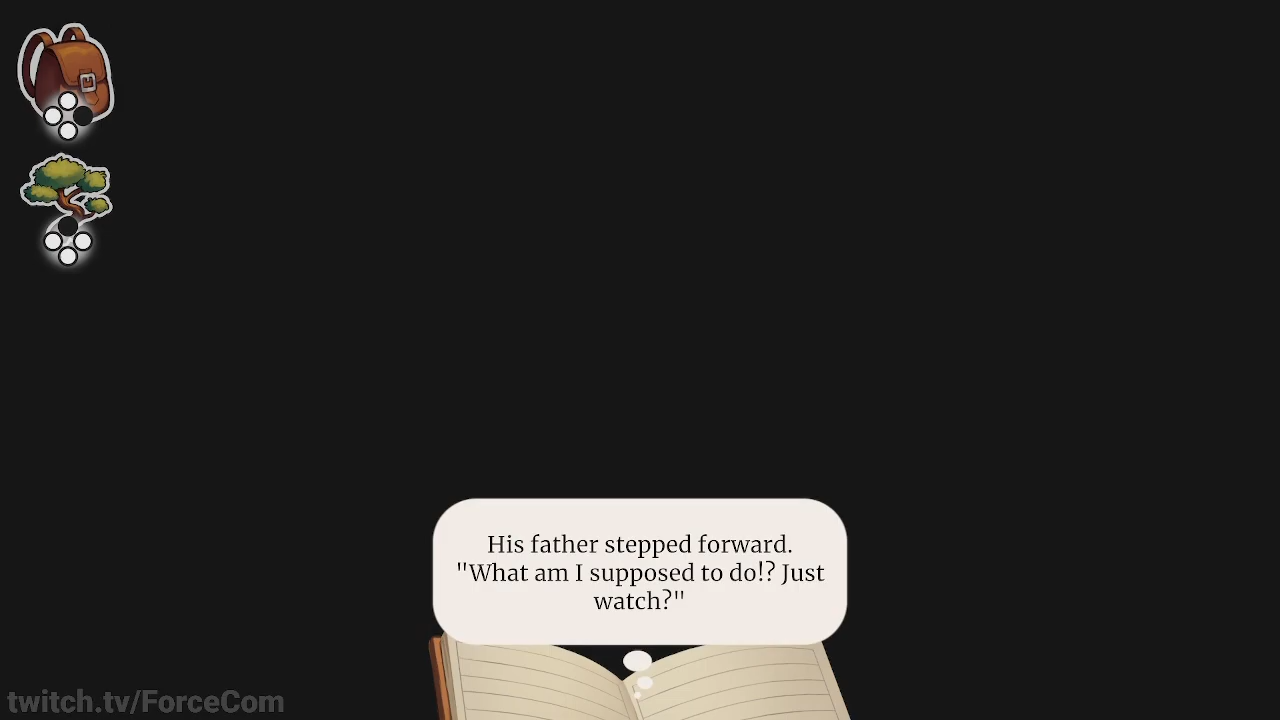 His father stepped forward.
"What am I supposed to do!? Just
watch?"
twitch.tv/ForceCom